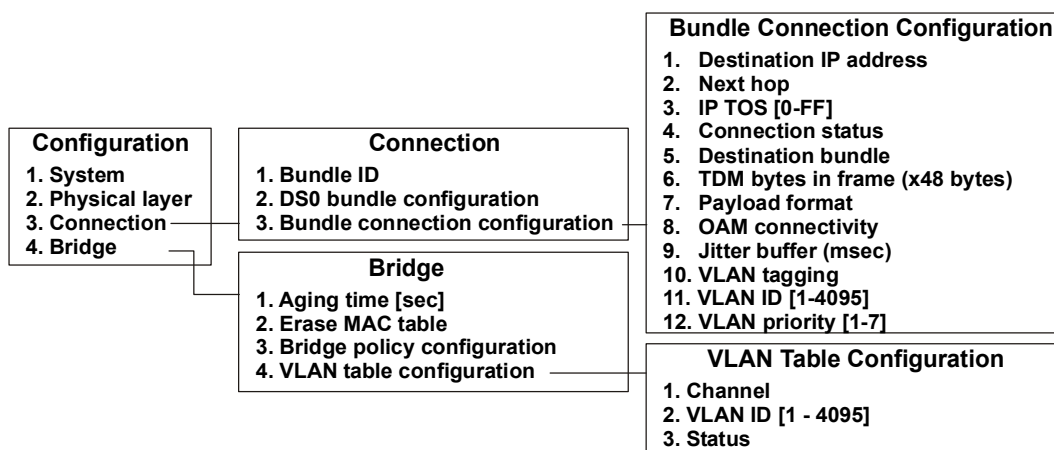 Configuration
1. System
2. Physical layer
3. Connection
4. Bridge
Connection
1. Bundle ID
2. DS0 bundle configuration
3. Bundle connection configuration
Bridge
1. Aging time [sec]
2. Erase MAC table
3. Bridge policy configuration
4. VLAN table configuration
Bundle Connection Configuration
1. Destination IP address
2. Next hop
3. IP TOS [0-FF]
4. Connection status
5. Destination bundle
6. TDM bytes in frame (x48 bytes)
7. Payload format
8. OAM connectivity
9. Jitter buffer (msec)
10. VLAN tagging
11. VLAN ID [1-4095]
12. VLAN priority [1-7]
VLAN Table Configuration
1. Channel
2. VLAN ID [1 - 4095]
3. Status